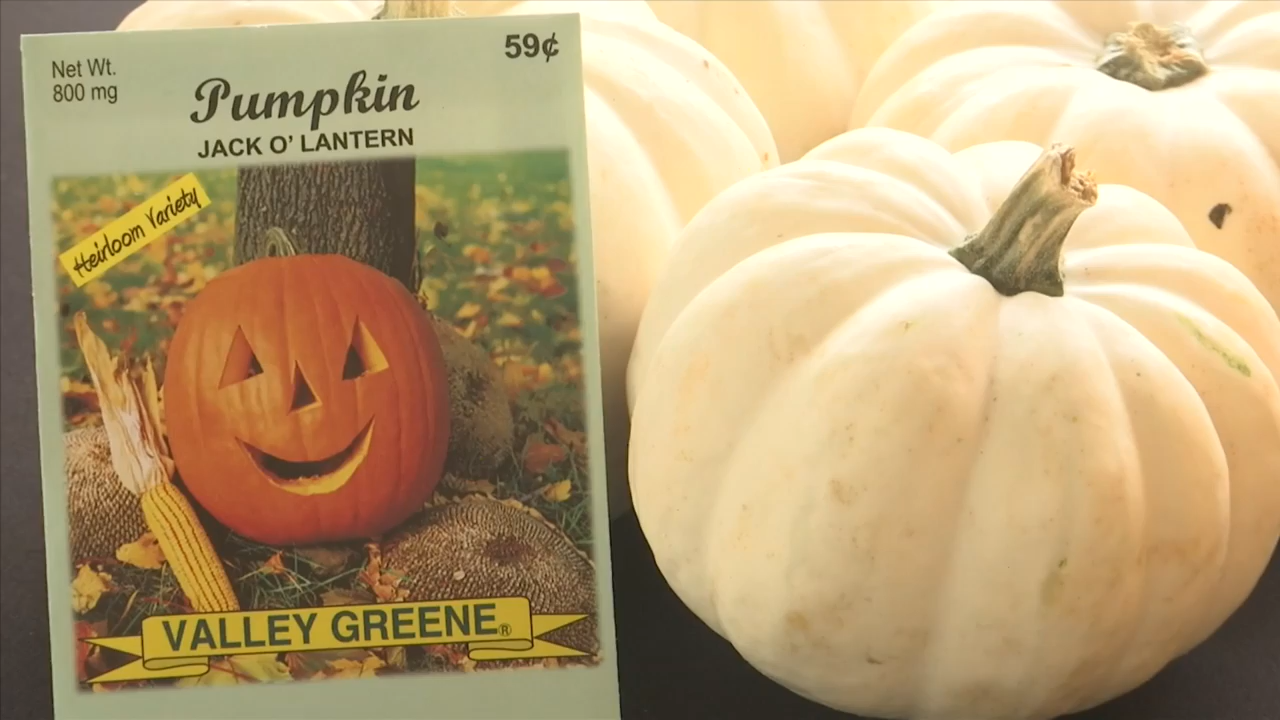 Net Wt.
800 mg
59¢
Pumpkin
JACK O' LANTERN
Heirloom Variety
VALLEY GREENE®